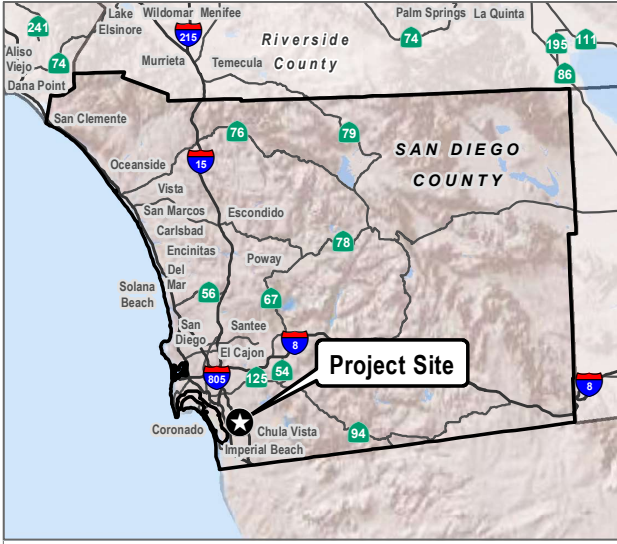 Lake
Elsinore
Wildomar
Menifee
Palm Springs
La Quinta
241
215
74
195
111
Aliso
Viejo
74
Riverside
County
86
Dana Point
Murrieta
Temecula
San Clemente
76
79
SAN DIEGO
COUNTY
Oceanside
15
Vista
San Marcos
Escondido
Carlsbad
Encinitas
78
Poway
Del
Mar
Solana
Beach
56
67
San
Diego
Santee
8
El Cajon
Project Site
805
125
54
8
Coronado
Chula Vista
94
Imperial Beach